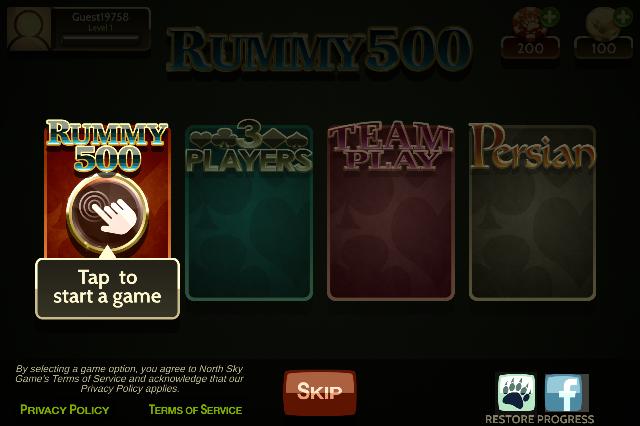 Guest19758
Level 1
RUMMY 500
200
100
RUMMY
500
3
PLAYERS
TEAM
PLAY
Persian
Tap to
start a game
By selecting a game option, you agree to North Sky
Game's Terms of Service and acknowledge that our
Privacy Policy applies.
PRIVACY POLICY
TERMS OF SERVICE
SKIP
f
RESTORE PROGRESS